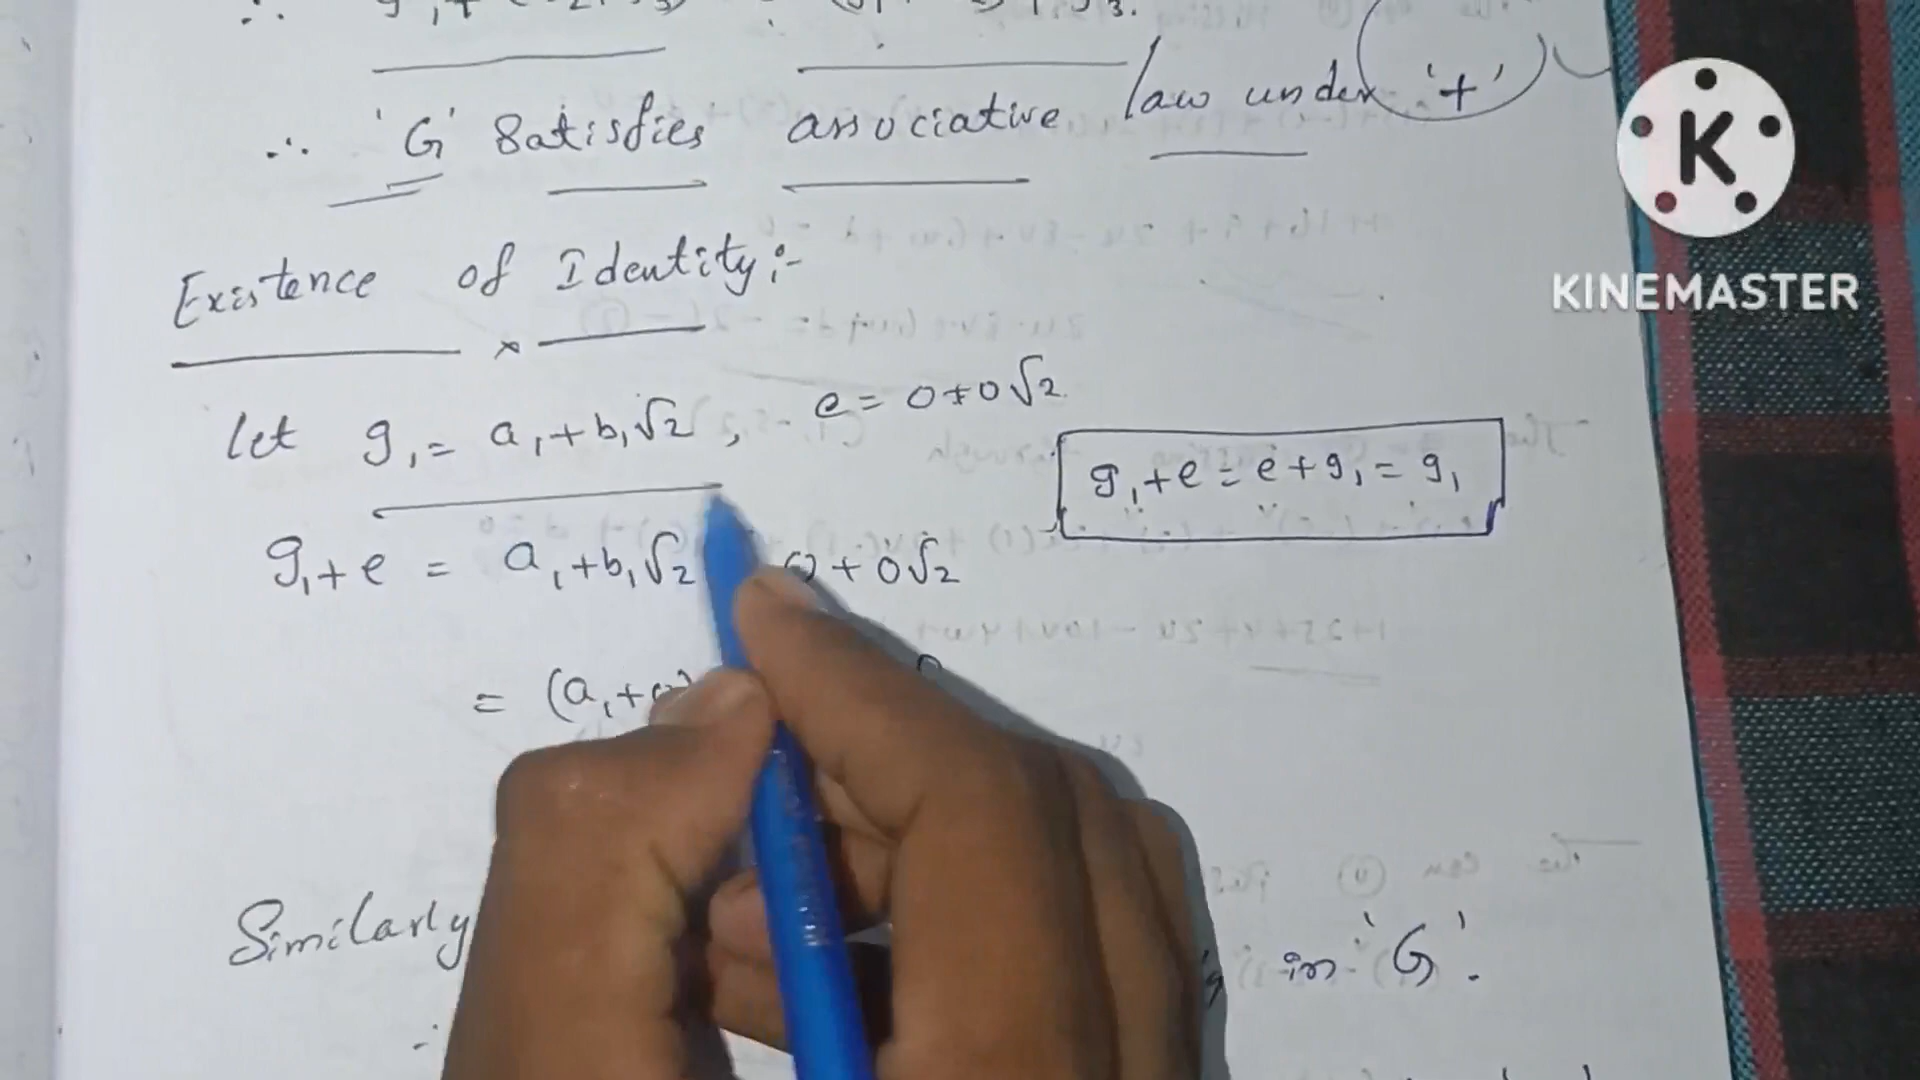 ∴ 'G' Satisfies associative law under '+'
Existence of Identity:-
let g₁ = a₁+b₁√2, e = 0+0√2
g₁+e = e+g₁ = g₁
g₁+e = a₁+b₁√2 0+0√2
= (a₁+0)
Similarly
in 'G'.
K
KINEMASTER